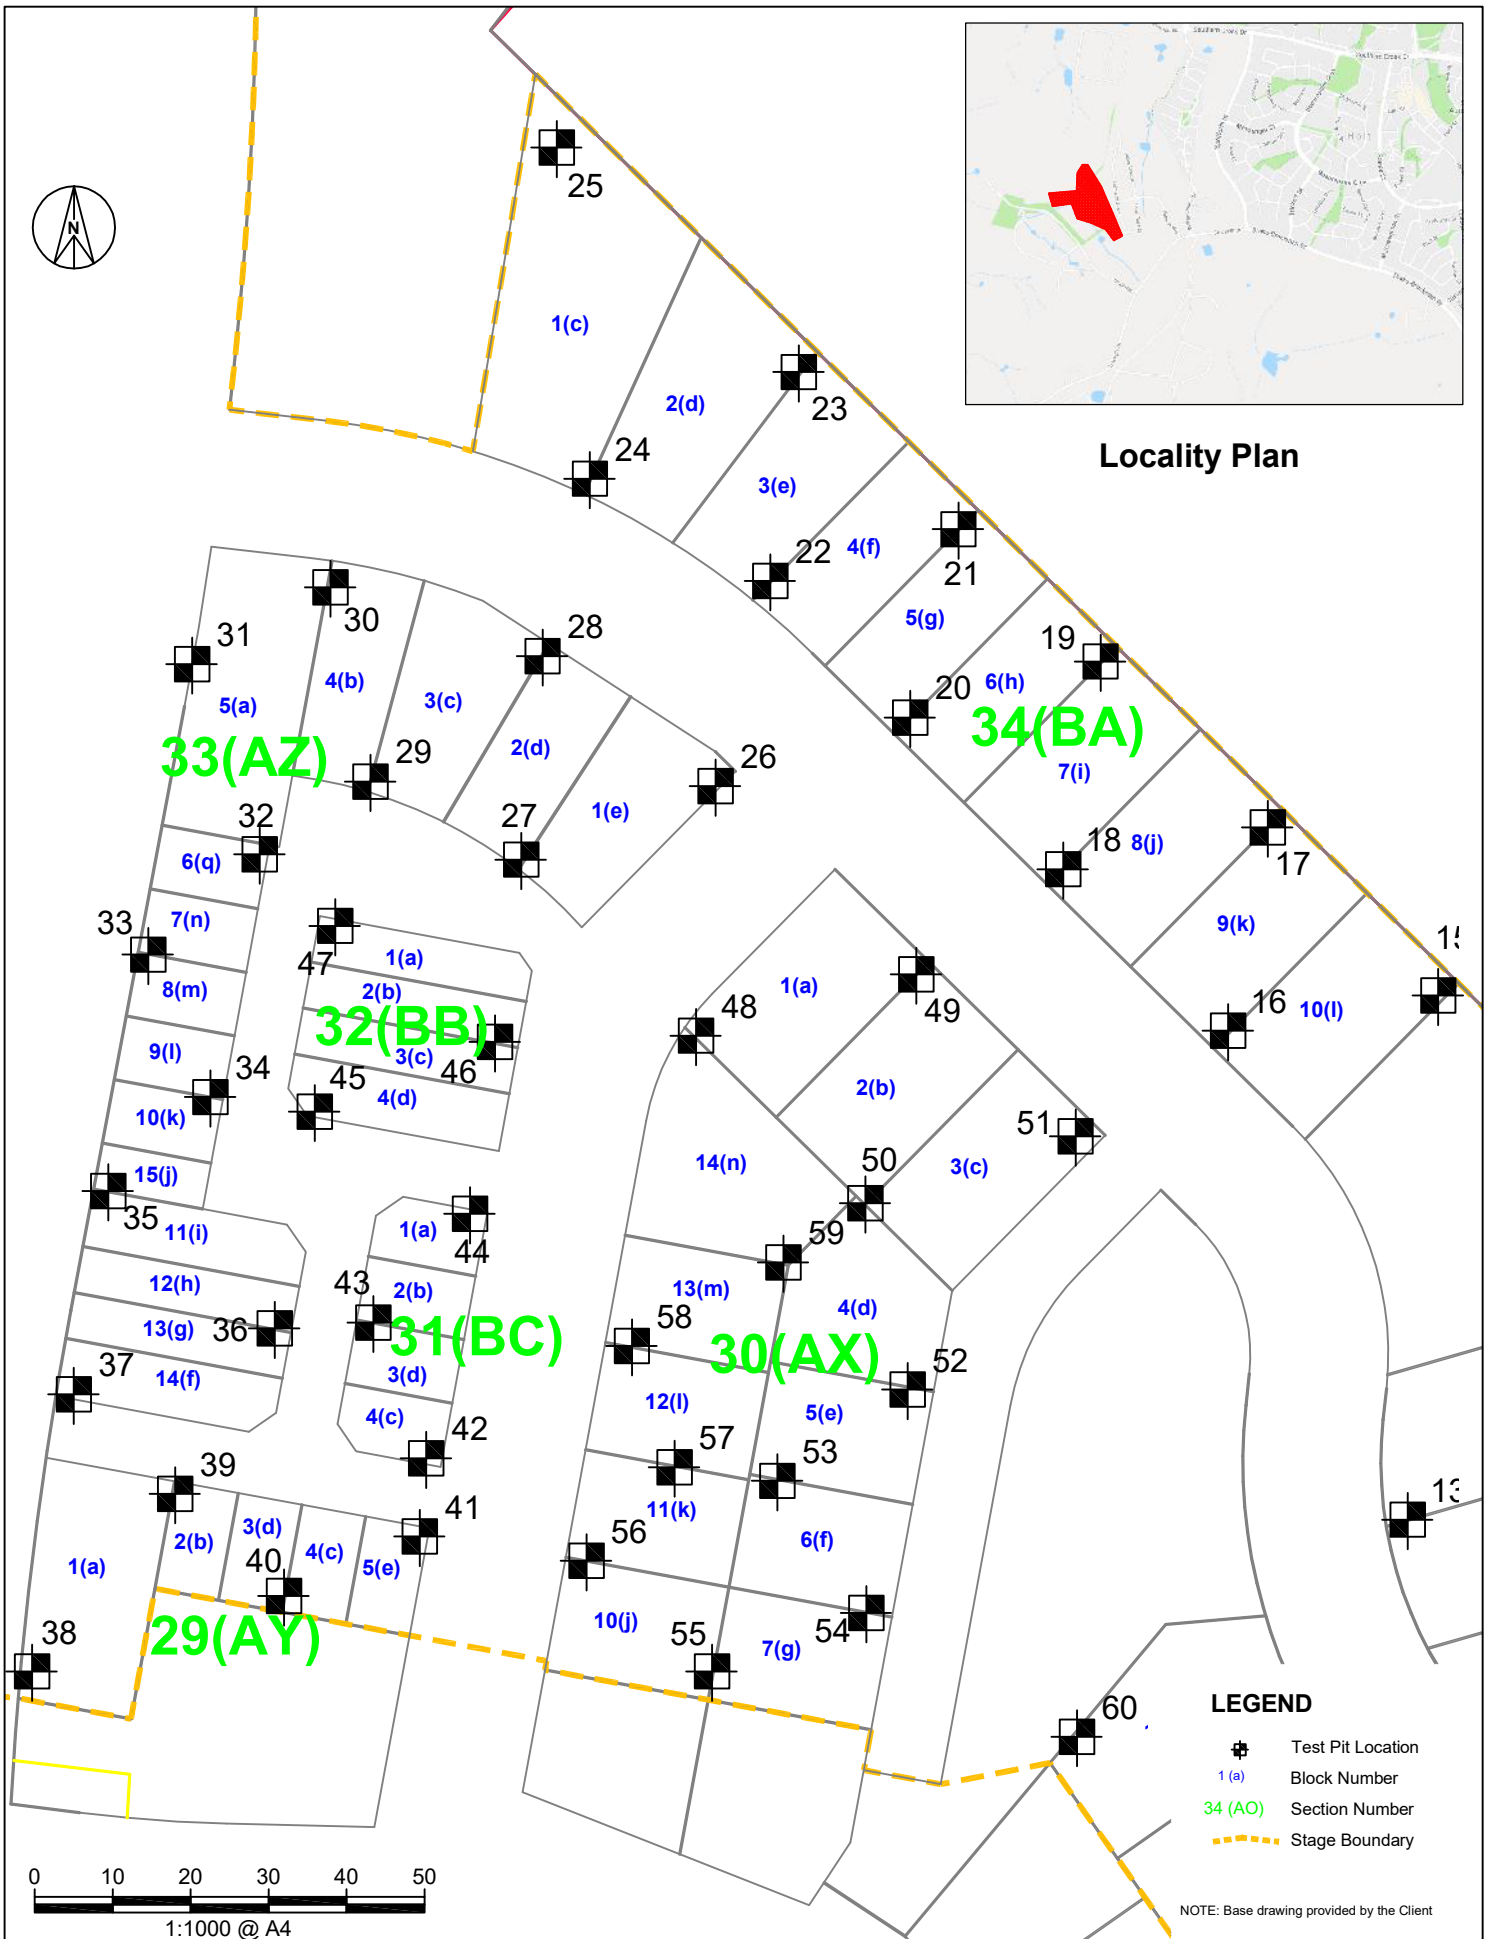 N
25
1(c)
2(d)
23
Locality Plan
24
3(e)
22
4(f)
21
5(g)
30
28
31
19
4(b)
6(h)
20
3(c)
5(a)
34(BA)
33(AZ)
29
2(d)
26
7(i)
1(e)
27
32
18
8(j)
17
6(q)
7(n)
33
9(k)
15
47
1(a)
8(m)
2(b)
1(a)
49
48
16
10(l)
32(BB)
9(l)
3(c)
46
34
45
4(d)
2(b)
10(k)
51
14(n)
50
3(c)
15(j)
35
11(i)
1(a)
44
59
12(h)
43
2(b)
13(m)
4(d)
13(g)
36
31(BC)
58
30(AX)
37
14(f)
3(d)
52
12(l)
5(e)
4(c)
42
57
53
39
11(k)
13
3(d)
41
2(b)
4(c)
56
6(f)
40
5(e)
1(a)
10(j)
54
55
7(g)
38
29(AY)
60
LEGEND
Test Pit Location
1 (a) Block Number
34 (AO) Section Number
Stage Boundary
0 10 20 30 40 50
1:1000 @ A4
NOTE: Base drawing provided by the Client